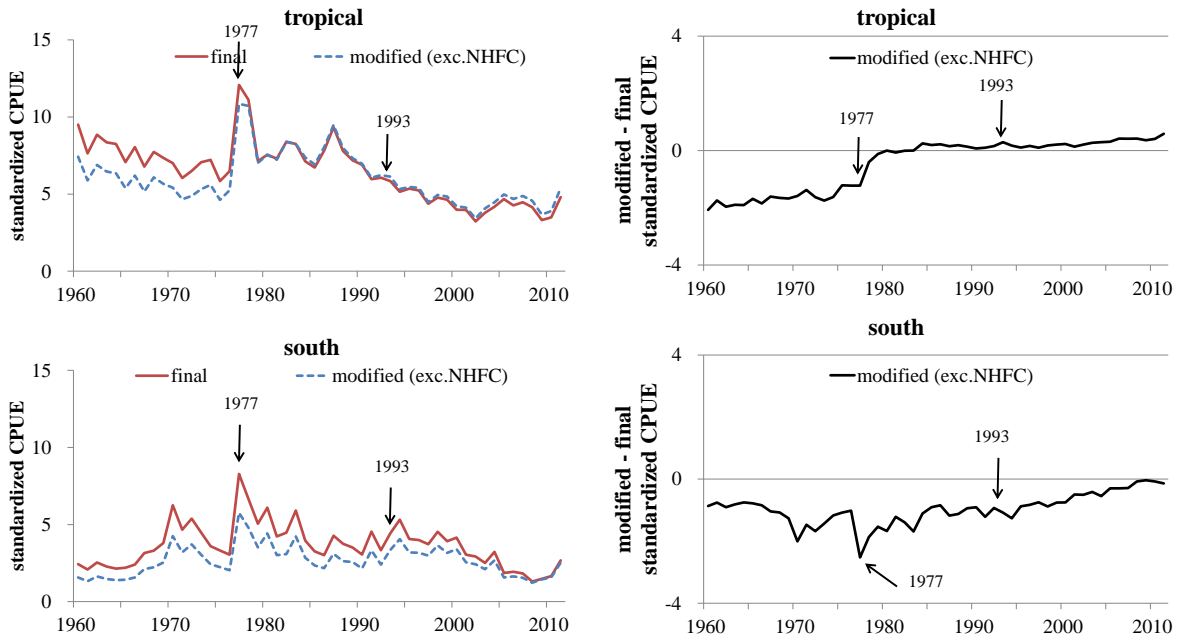 tropical
15
1977
final
modified (exc.NHFC)
10
1993
standardized CPUE
5
0
1960
1970
1980
1990
2000
2010
tropical
4
modified (exc.NHFC)
1993
1977
modified - final
standardized CPUE
0
-4
1960
1970
1980
1990
2000
2010
south
15
final
modified (exc.NHFC)
1977
10
1993
standardized CPUE
5
0
1960
1970
1980
1990
2000
2010
south
4
modified (exc.NHFC)
1993
modified - final
standardized CPUE
0
1977
-4
1960
1970
1980
1990
2000
2010